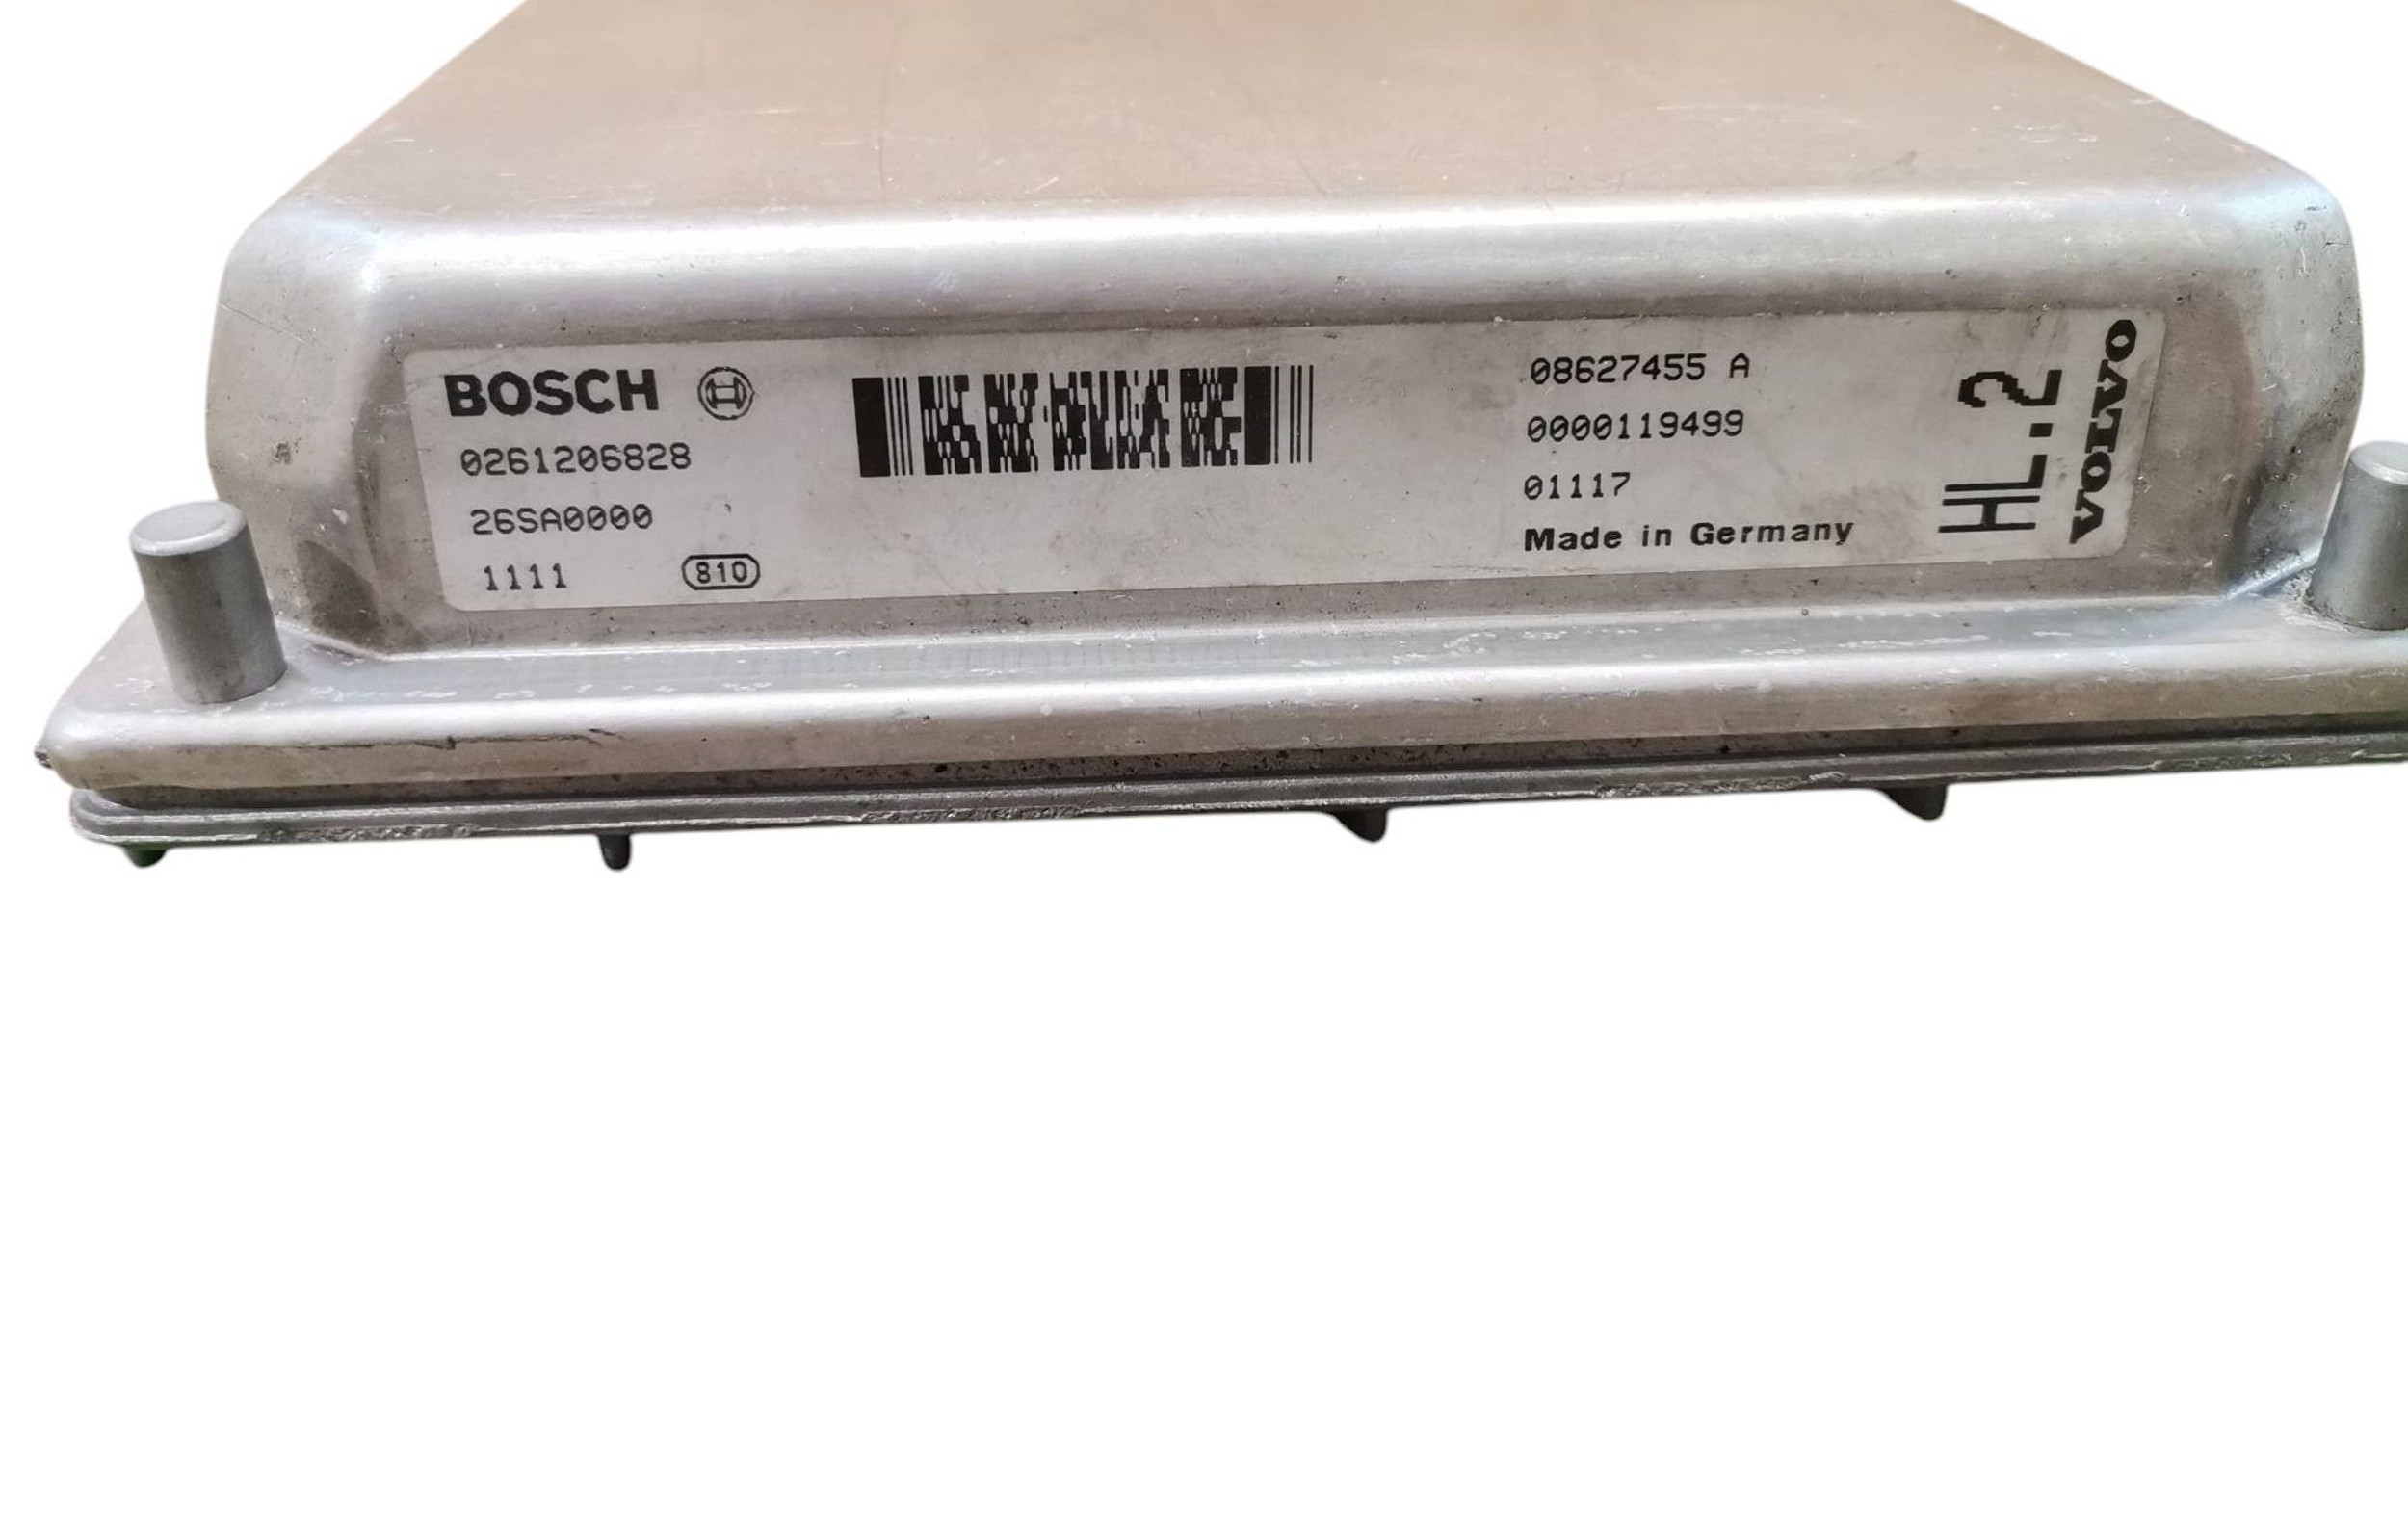 BOSCH
0261206828
26SA0000
1111 810
08627455 A
0000119499
01117
Made in Germany
HL.2
VOLVO